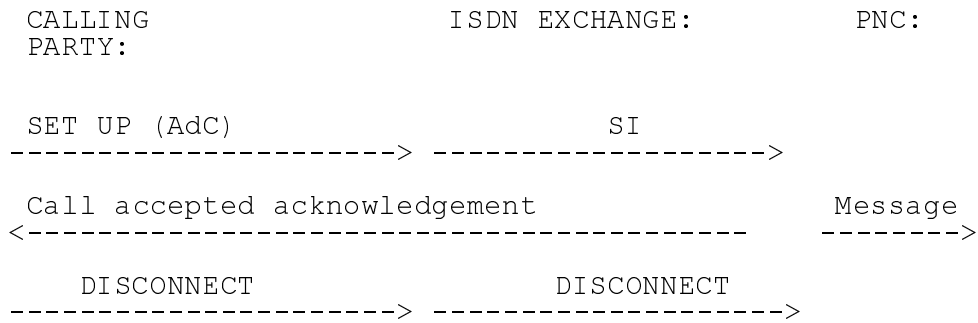 CALLING ISDN EXCHANGE: PNC:
PARTY:
SET UP (AdC) SI
----------------------> ------------------->
Call accepted acknowledgement Message
<----------------------------------------- -------->
DISCONNECT DISCONNECT
----------------------> -------------------->